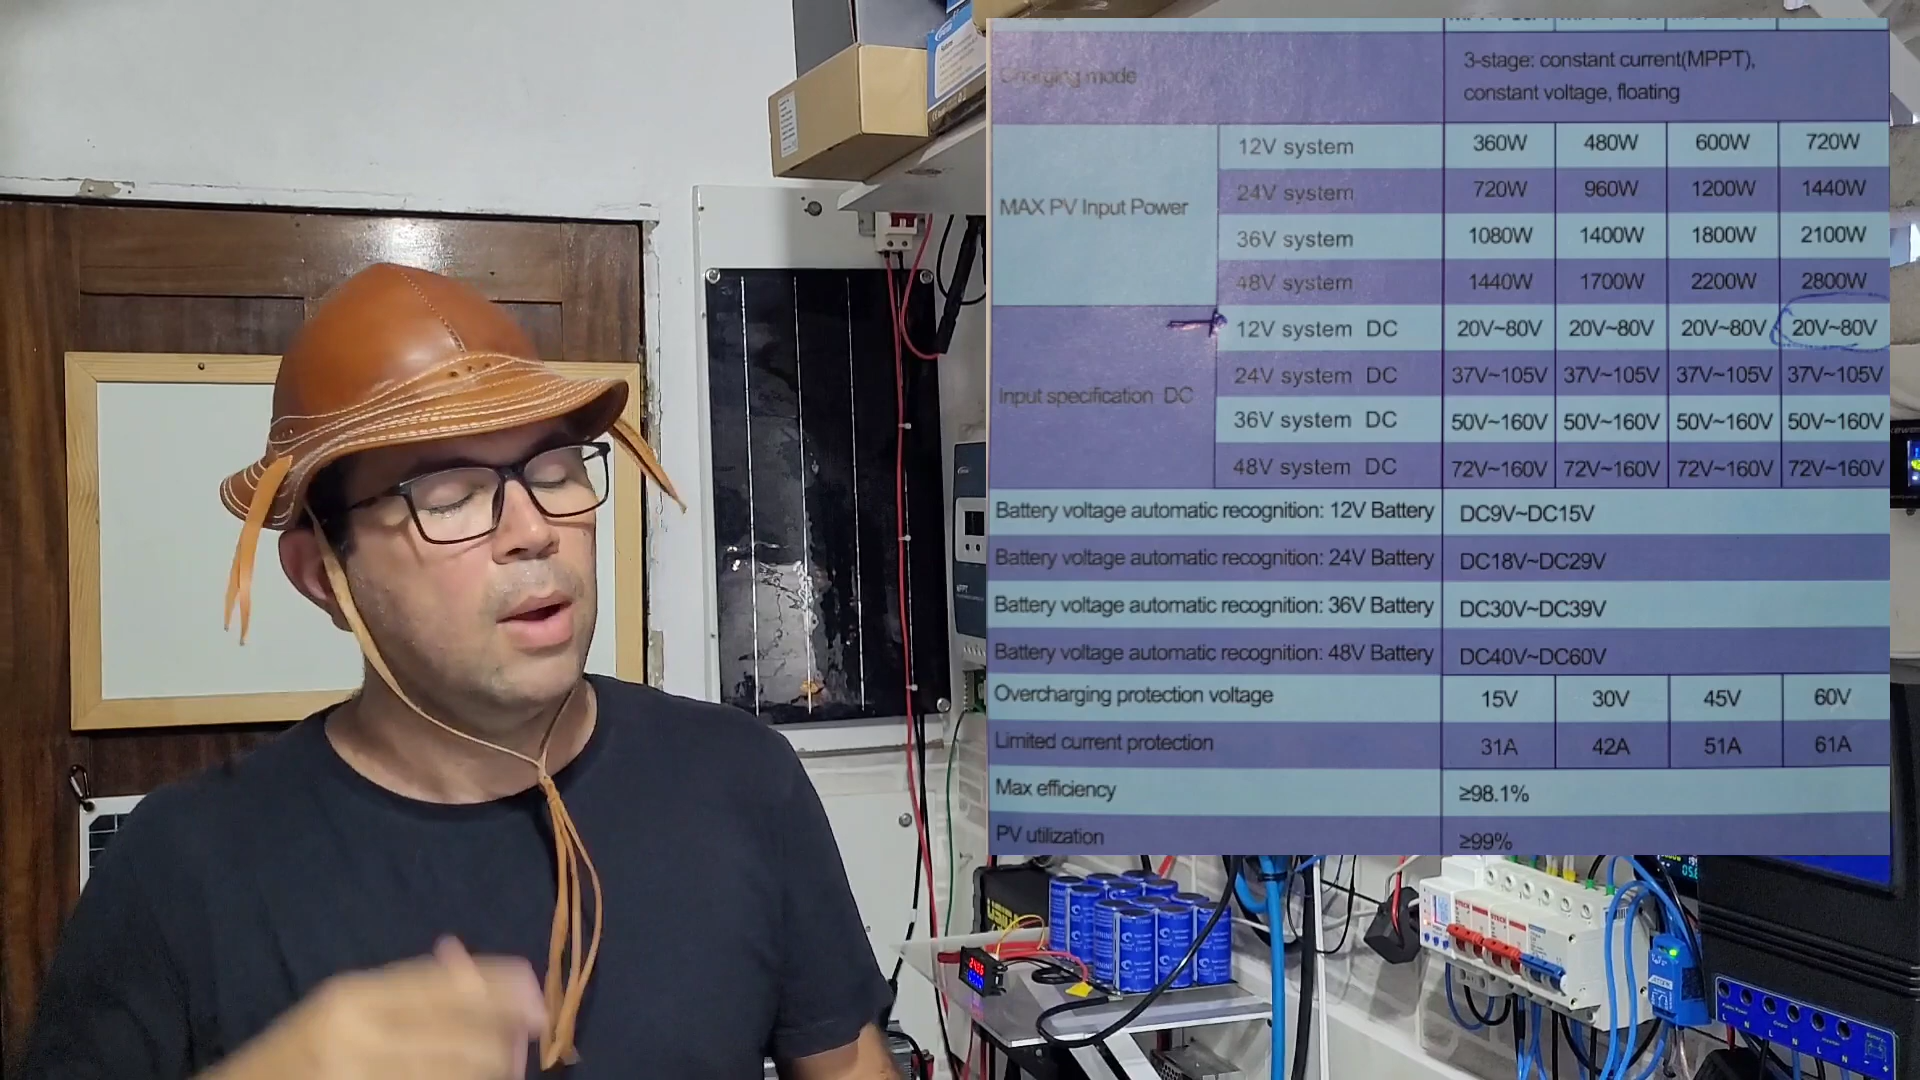 Charging mode
3-stage: constant current(MPPT),
constant voltage, floating
MAX PV Input Power
12V system 360W 480W 600W 720W
24V system 720W 960W 1200W 1440W
36V system 1080W 1400W 1800W 2100W
48V system 1440W 1700W 2200W 2800W
Input specification DC
12V system DC 20V~80V 20V~80V 20V~80V 20V~80V
24V system DC 37V~105V 37V~105V 37V~105V 37V~105V
36V system DC 50V~160V 50V~160V 50V~160V 50V~160V
48V system DC 72V~160V 72V~160V 72V~160V 72V~160V
Battery voltage automatic recognition: 12V Battery DC9V~DC15V
Battery voltage automatic recognition: 24V Battery DC18V~DC29V
Battery voltage automatic recognition: 36V Battery DC30V~DC39V
Battery voltage automatic recognition: 48V Battery DC40V~DC60V
Overcharging protection voltage 15V 30V 45V 60V
Limited current protection 31A 42A 51A 61A
Max efficiency ≥98.1%
PV utilization ≥99%